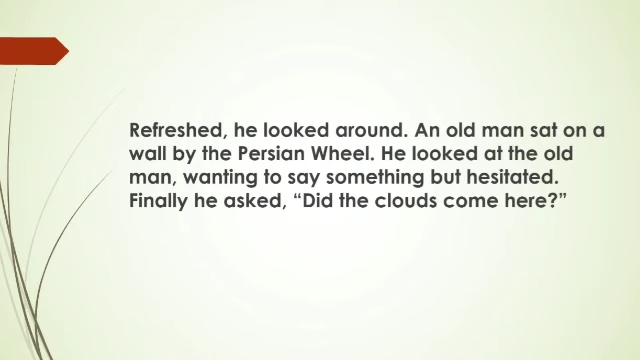 Refreshed, he looked around. An old man sat on a
wall by the Persian Wheel. He looked at the old
man, wanting to say something but hesitated.
Finally he asked, “Did the clouds come here?”